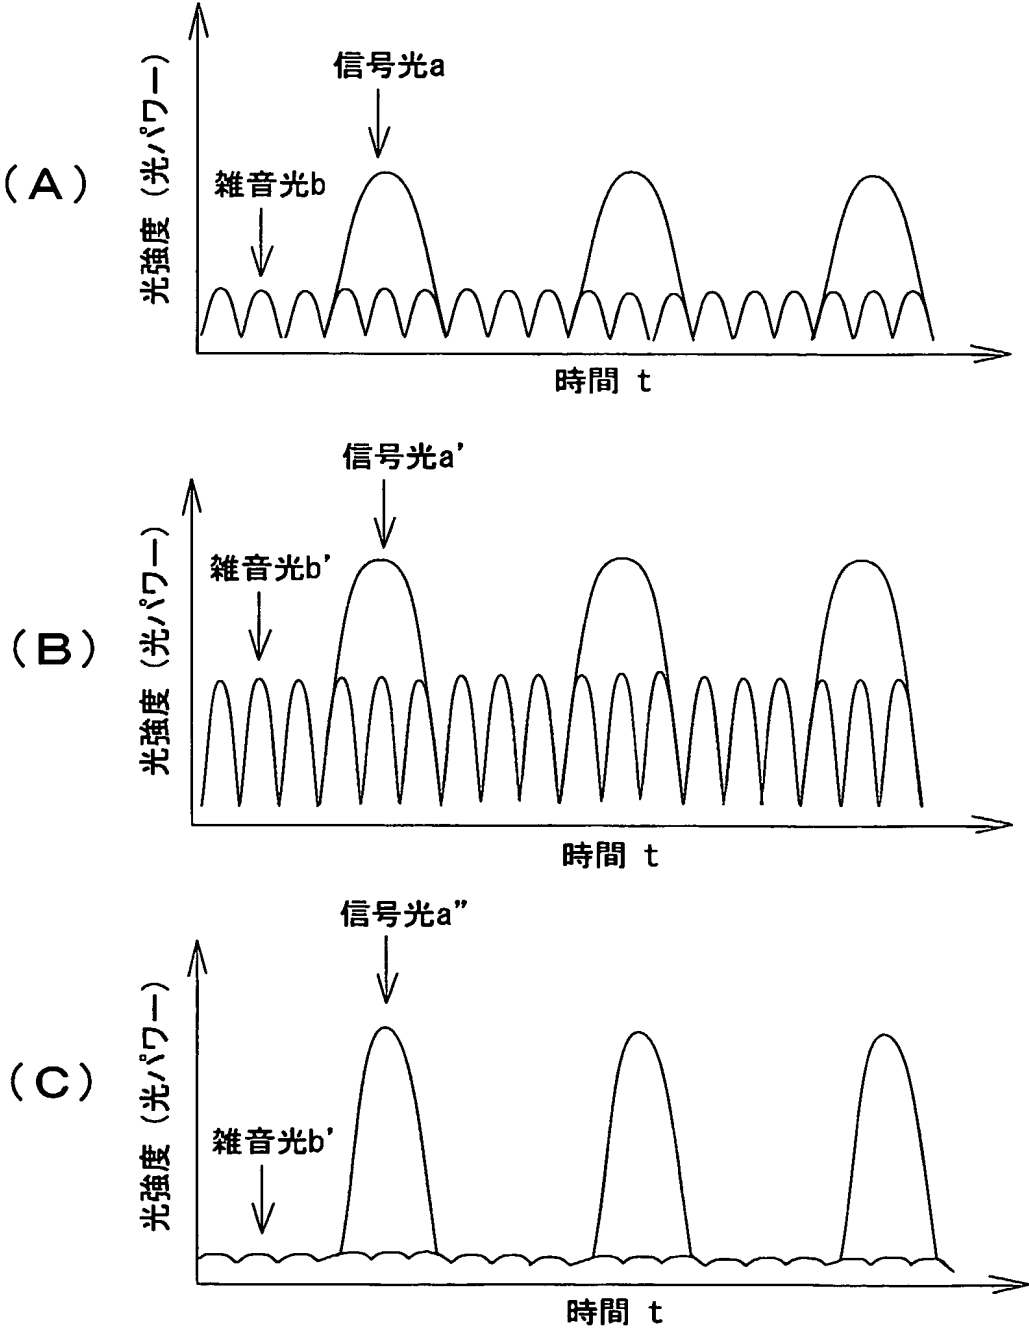 (A)
光強度(光パワー)
信号光a
雑音光b
時間 t
(B)
光強度(光パワー)
信号光a’
雑音光b’
時間 t
(C)
光強度(光パワー)
信号光a”
雑音光b’
時間 t